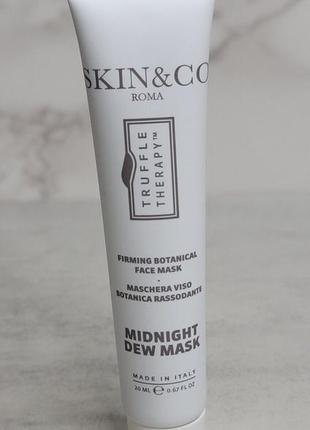 SKIN&CO
ROMA
TRUFFLE
THERAPY™
FIRMING BOTANICAL
FACE MASK
-
MASCHERA VISO
BOTANICA RASSODANTE
MIDNIGHT
DEW MASK
MADE IN ITALY
20 ML ℮ 0.67 FL OZ